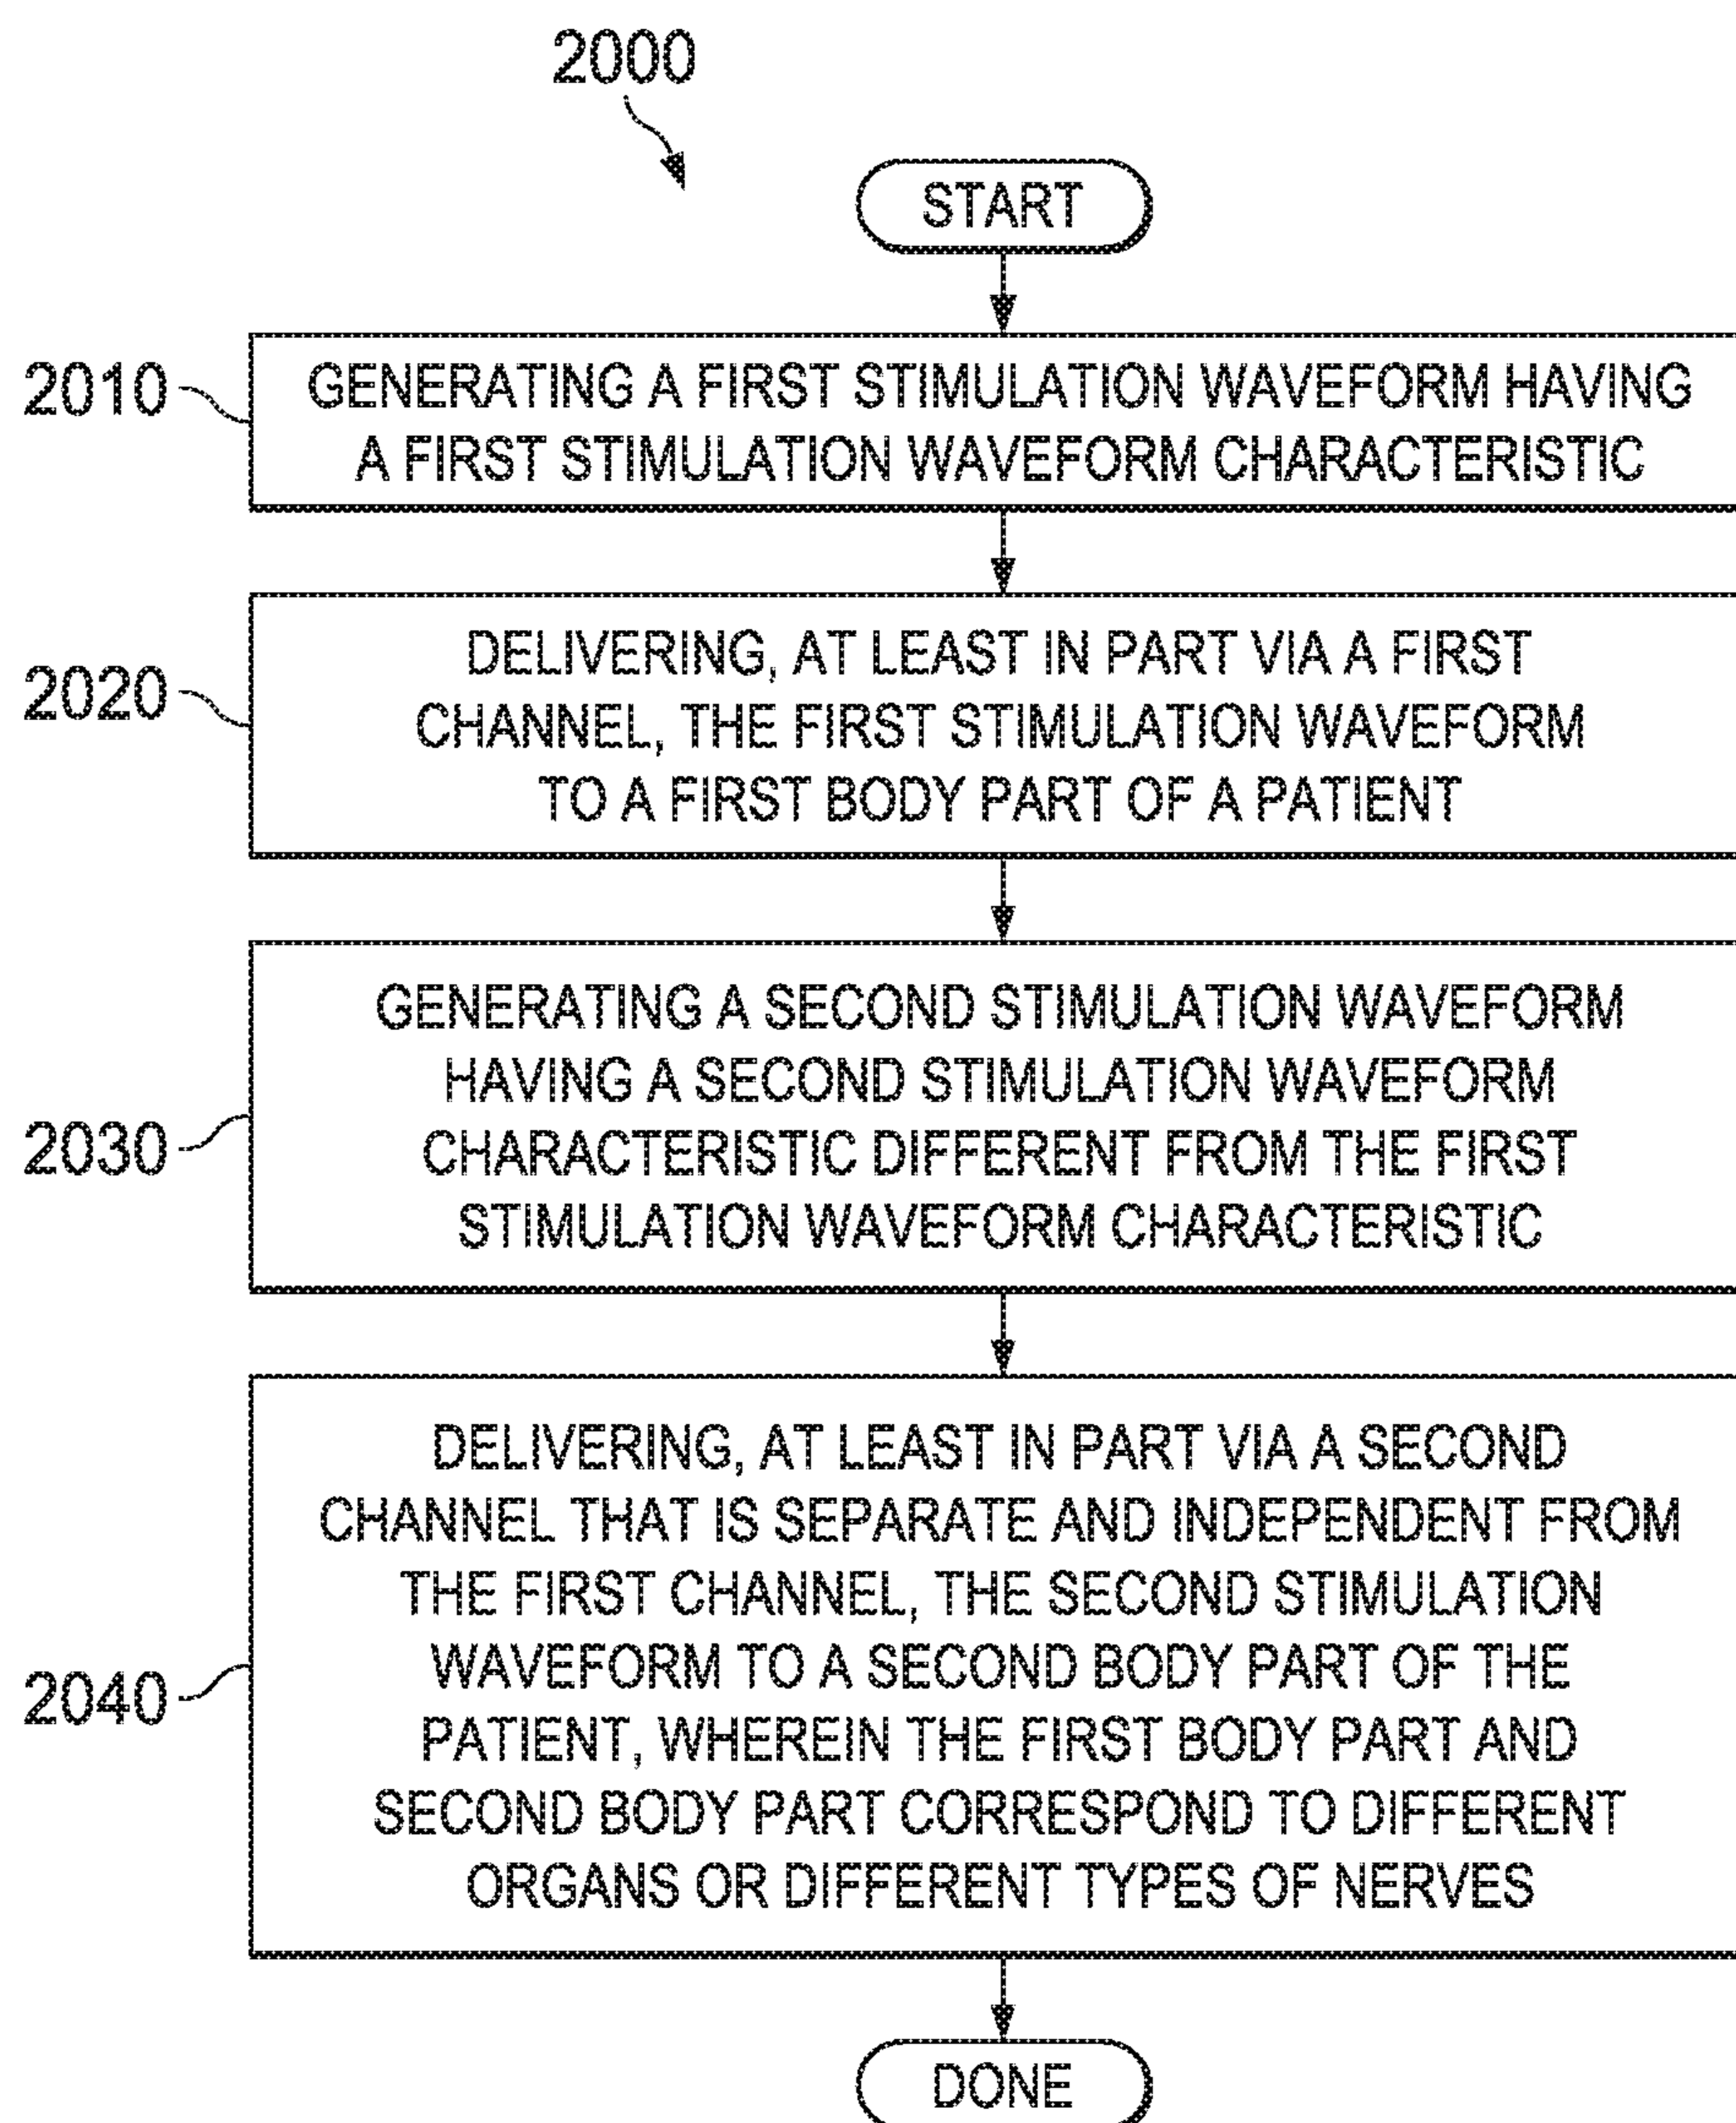 2000
START
2010
GENERATING A FIRST STIMULATION WAVEFORM HAVING
A FIRST STIMULATION WAVEFORM CHARACTERISTIC
2020
DELIVERING, AT LEAST IN PART VIA A FIRST
CHANNEL, THE FIRST STIMULATION WAVEFORM
TO A FIRST BODY PART OF A PATIENT
2030
GENERATING A SECOND STIMULATION WAVEFORM
HAVING A SECOND STIMULATION WAVEFORM
CHARACTERISTIC DIFFERENT FROM THE FIRST
STIMULATION WAVEFORM CHARACTERISTIC
2040
DELIVERING, AT LEAST IN PART VIA A SECOND
CHANNEL THAT IS SEPARATE AND INDEPENDENT FROM
THE FIRST CHANNEL, THE SECOND STIMULATION
WAVEFORM TO A SECOND BODY PART OF THE
PATIENT, WHEREIN THE FIRST BODY PART AND
SECOND BODY PART CORRESPOND TO DIFFERENT
ORGANS OR DIFFERENT TYPES OF NERVES
DONE